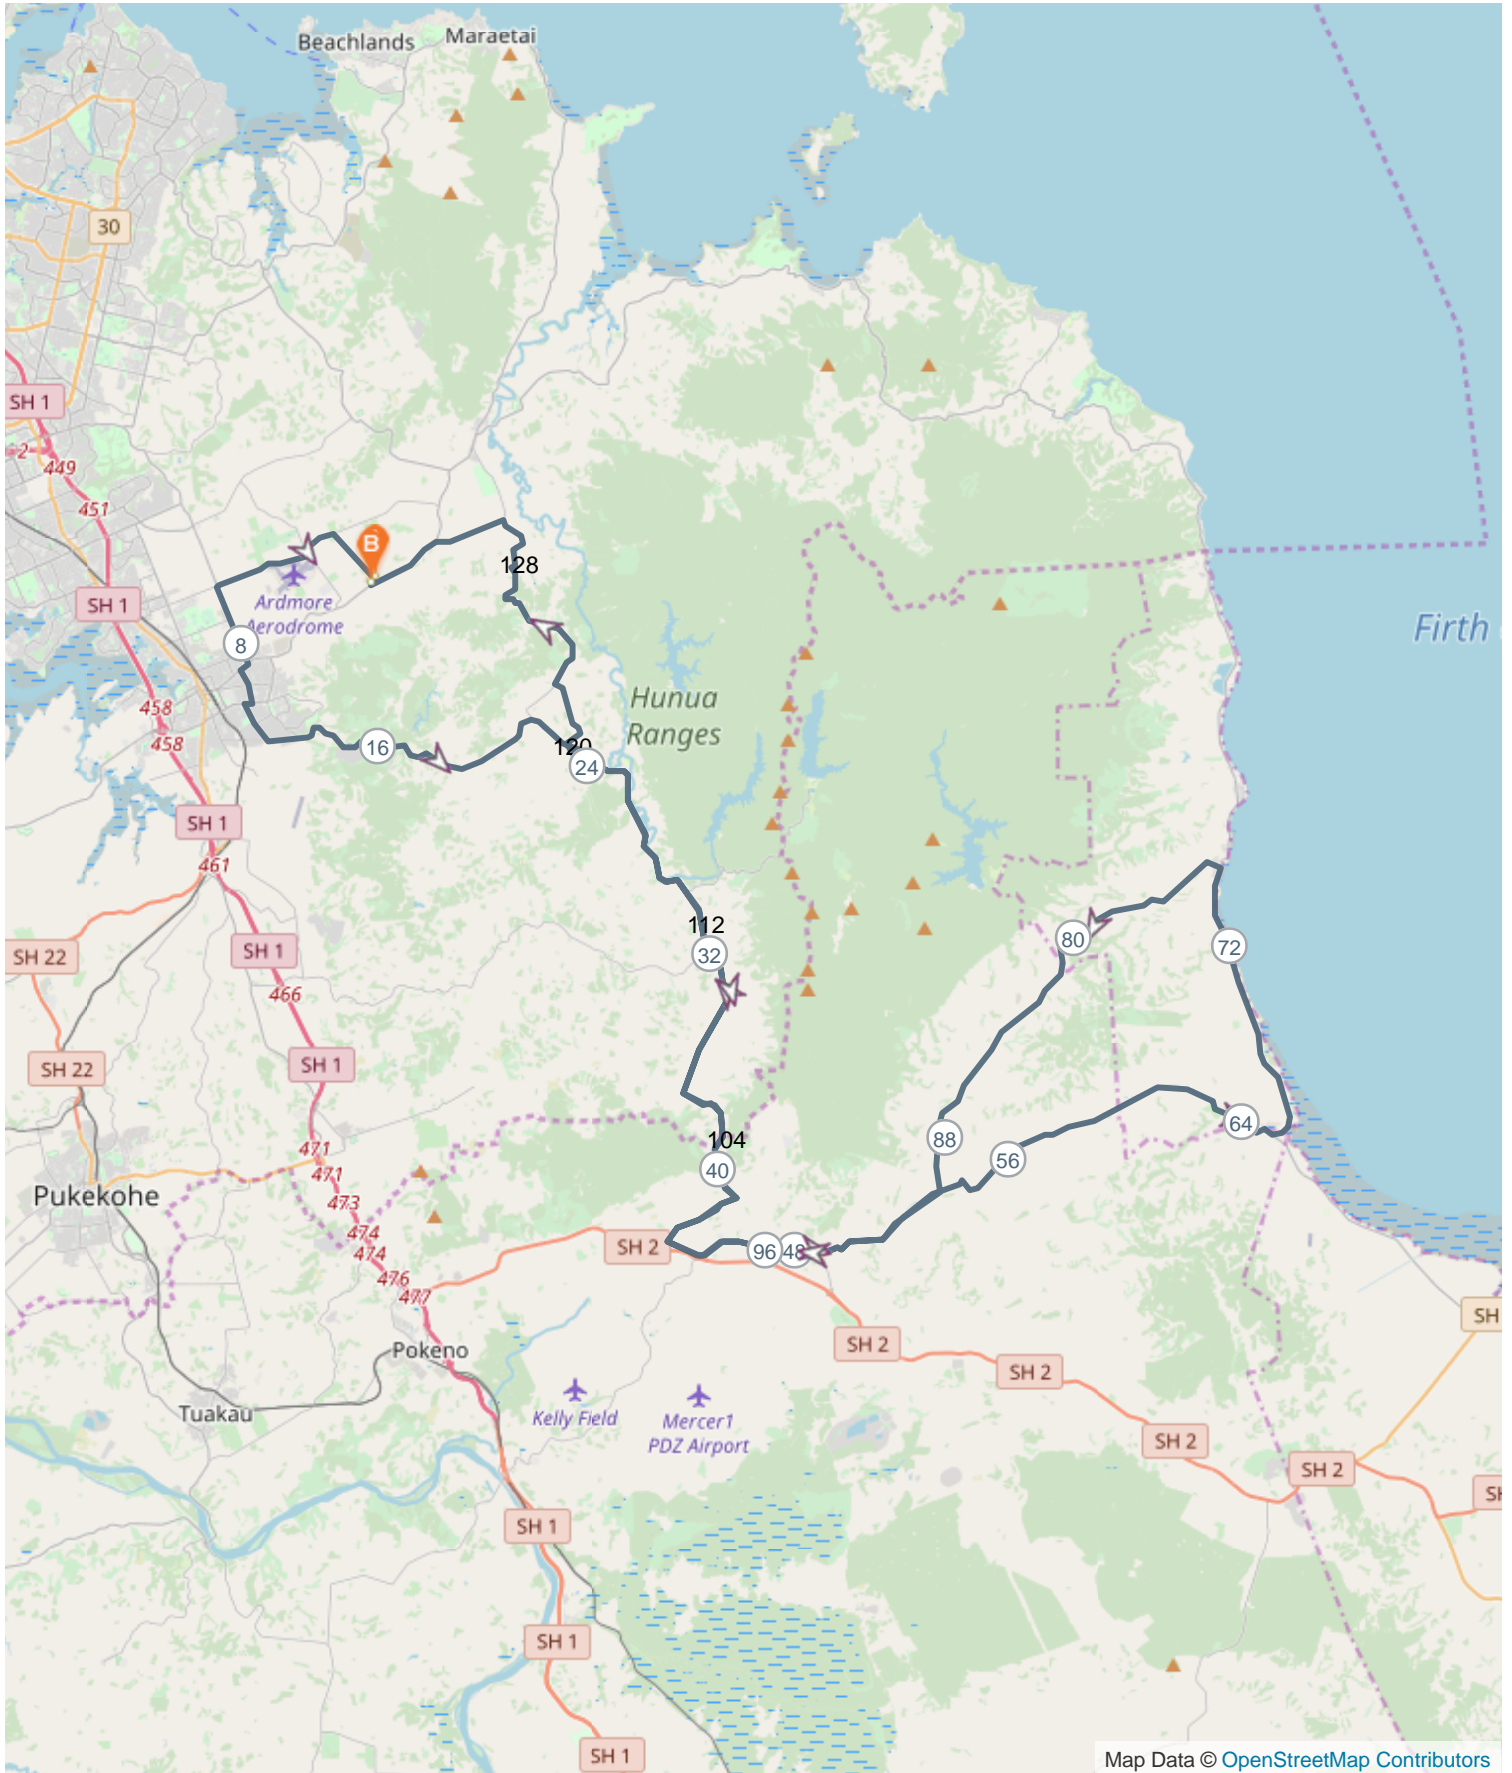 Beachlands
Maraetai
30
SH 1
2
449
451
B
128
SH 1
Ardmore
Aerodrome
8
Firth
458
458
Hunua
Ranges
16
120
24
SH 1
461
112
32
80
72
SH 22
SH 1
466
SH 22
SH 1
471
471
473
474
474
476
477
104
40
88
56
64
Pukekohe
SH 2
96
48
SH
SH 2
SH 2
Pokeno
Tuakau
Kelly Field
Mercer1
PDZ Airport
SH 2
SH 2
SH 1
SH 1
SH 1
Map Data © OpenStreetMap Contributors